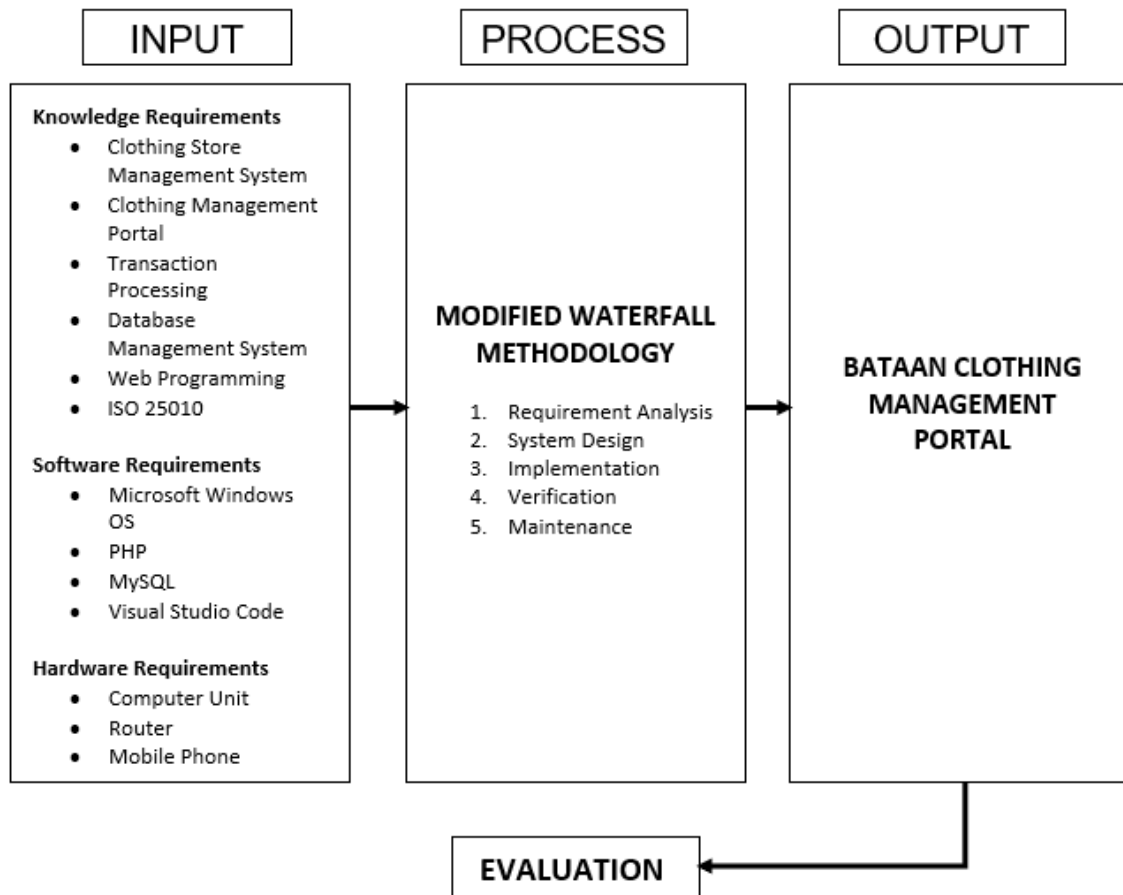 INPUT
PROCESS
OUTPUT
Knowledge Requirements
• Clothing Store
Management System
• Clothing Management
Portal
• Transaction
Processing
• Database
Management System
• Web Programming
• ISO 25010
Software Requirements
• Microsoft Windows
OS
• PHP
• MySQL
• Visual Studio Code
Hardware Requirements
• Computer Unit
• Router
• Mobile Phone
MODIFIED WATERFALL
METHODOLOGY
1. Requirement Analysis
2. System Design
3. Implementation
4. Verification
5. Maintenance
BATAAN CLOTHING
MANAGEMENT
PORTAL
EVALUATION